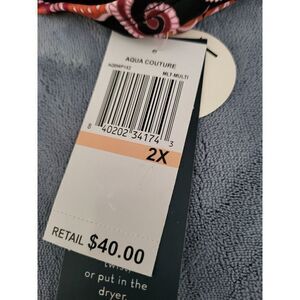 AQUA COUTURE
MLT-MULTI
8 40202 34174 3
2X
RETAIL $40.00
or put in the
dryer.